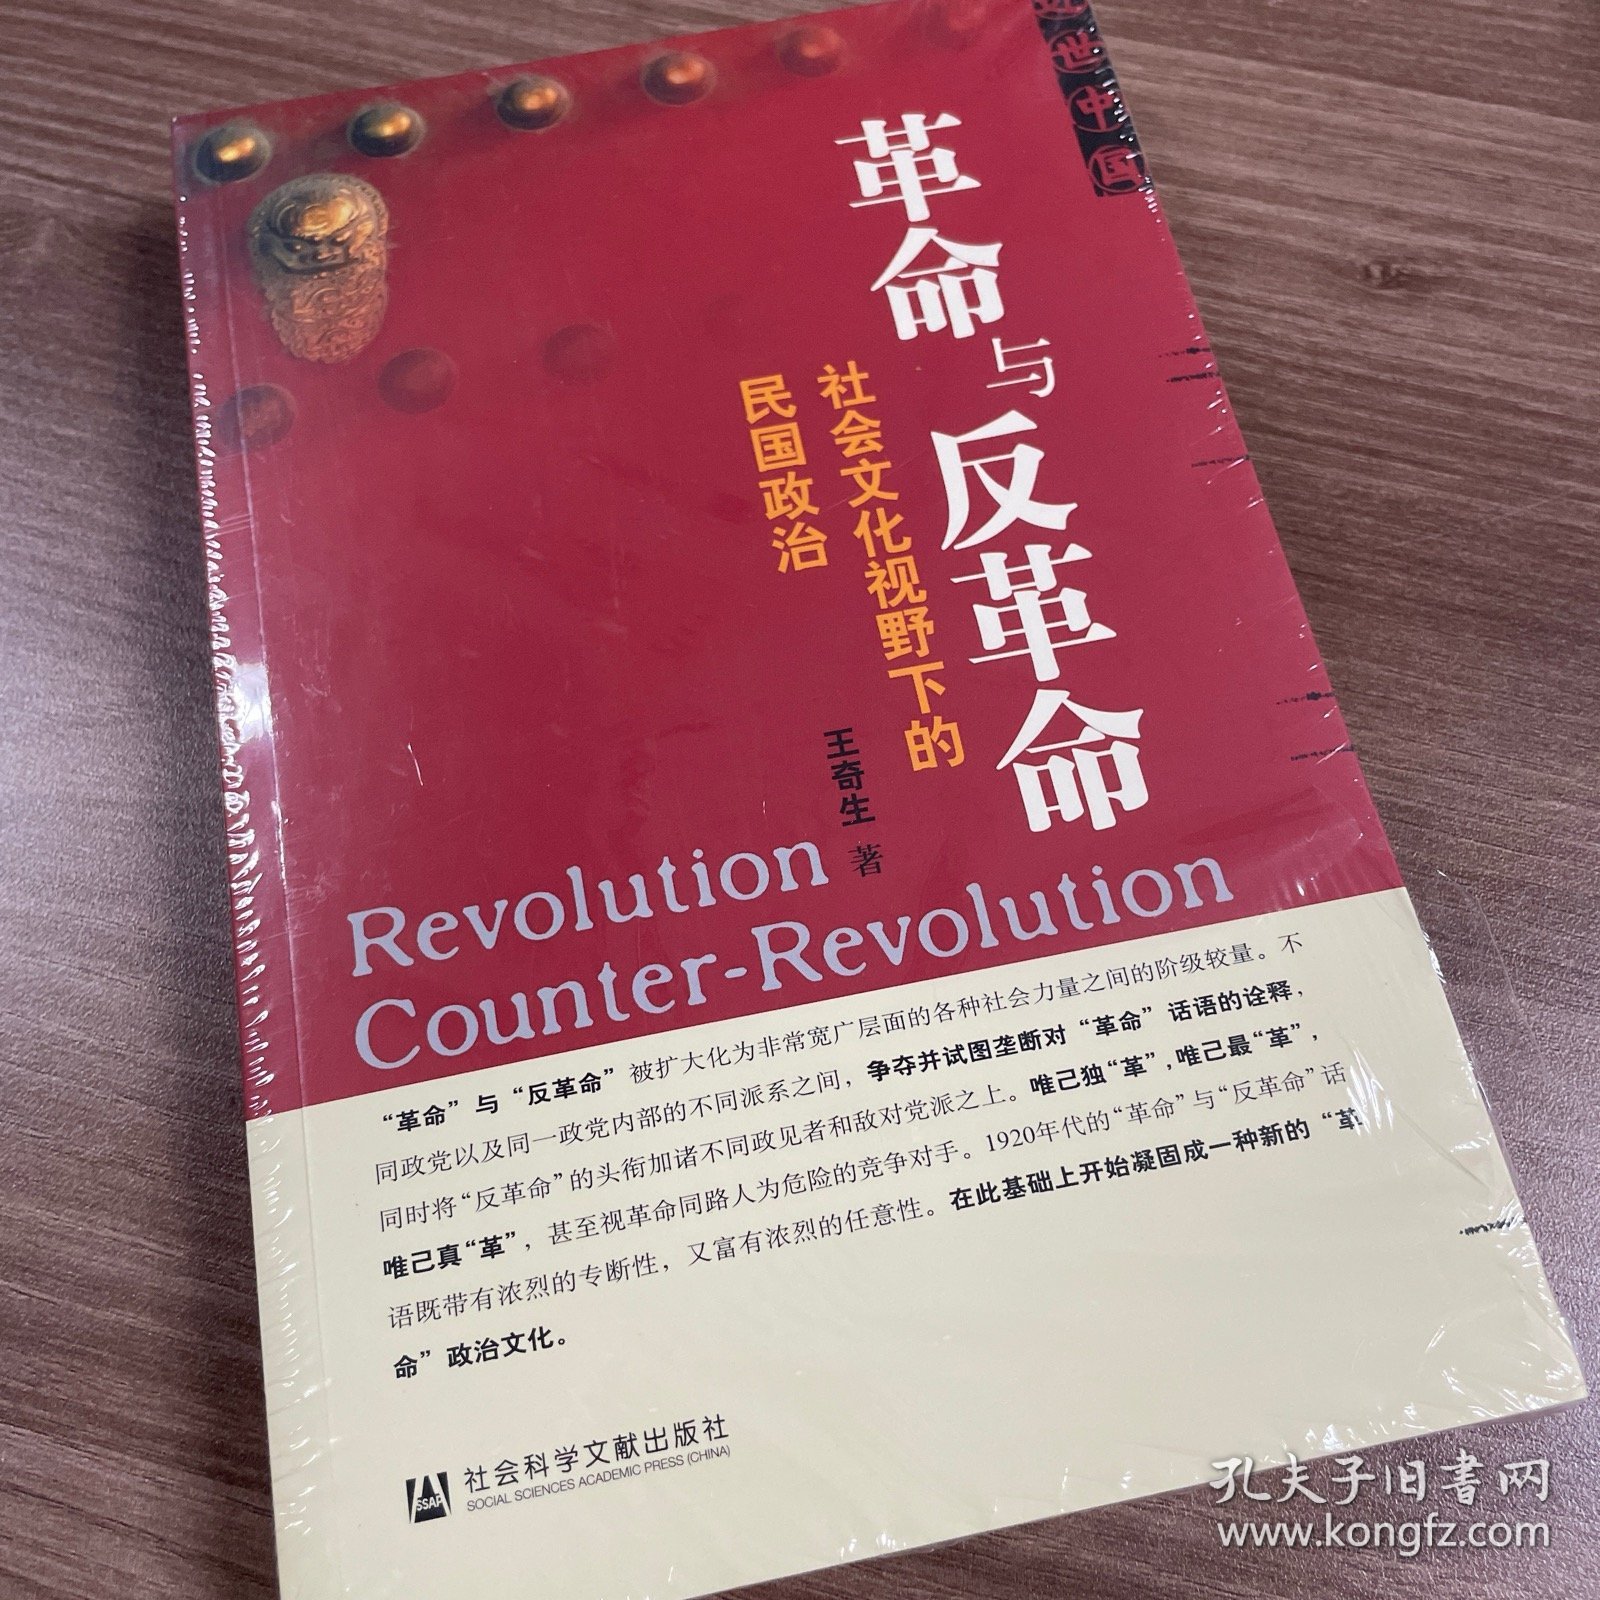 近世中国
革命与反革命
社会文化视野下的
民国政治
王奇生 著
Revolution
Counter-Revolution
“革命”与“反革命”被扩大化为非常宽广层面的各种社会力量之间的阶级较量。不
同政党以及同一政党内部的不同派系之间，争夺并试图垄断对“革命”话语的诠释，
同时将“反革命”的头衔加诸不同政见者和敌对党派之上。唯己独“革”，唯己最“革”，
唯己真“革”，甚至视革命同路人为危险的竞争对手。1920年代的“革命”与“反革命”话
语既带有浓烈的专断性，又富有浓烈的任意性。在此基础上开始凝固成一种新的“革
命”政治文化。
SSAP
社会科学文献出版社
SOCIAL SCIENCES ACADEMIC PRESS (CHINA)
孔夫子旧书网
www.kongfz.com